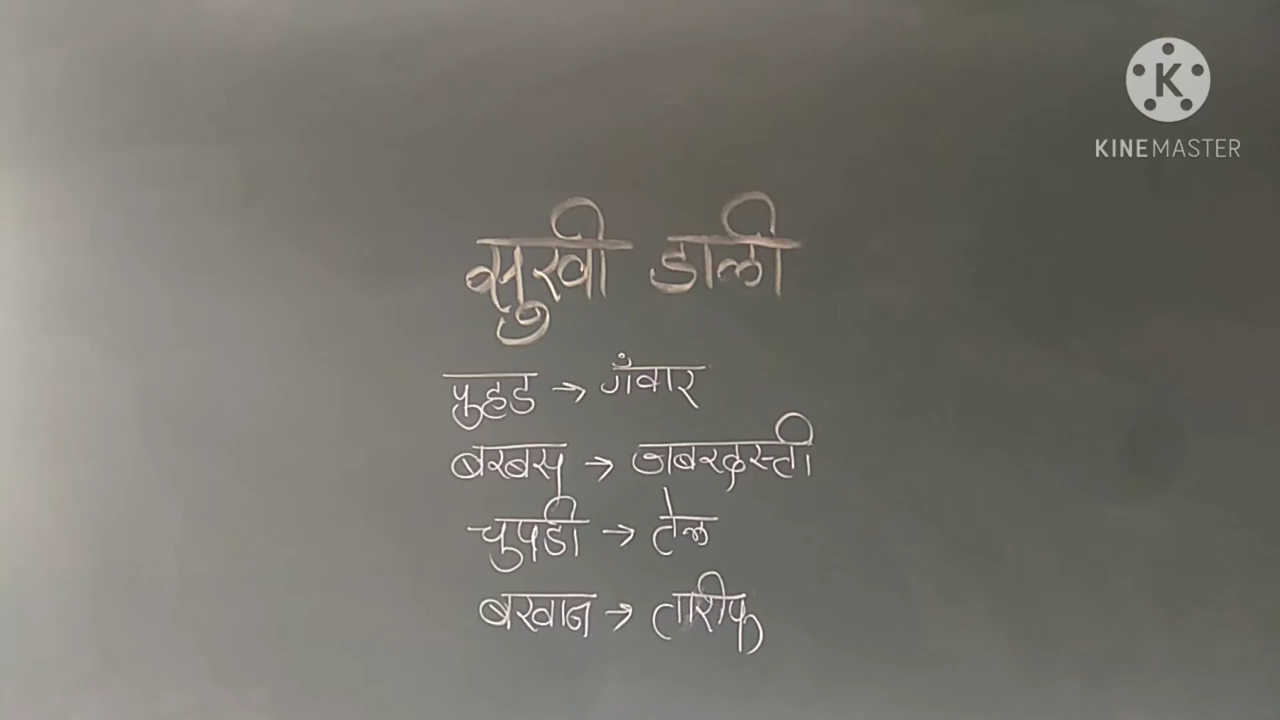 K
KINEMASTER
सुखी डाली
पुहड → गँवार
बरबस → जबरदस्ती
चुपडी → तेल
बखान → तारीफ